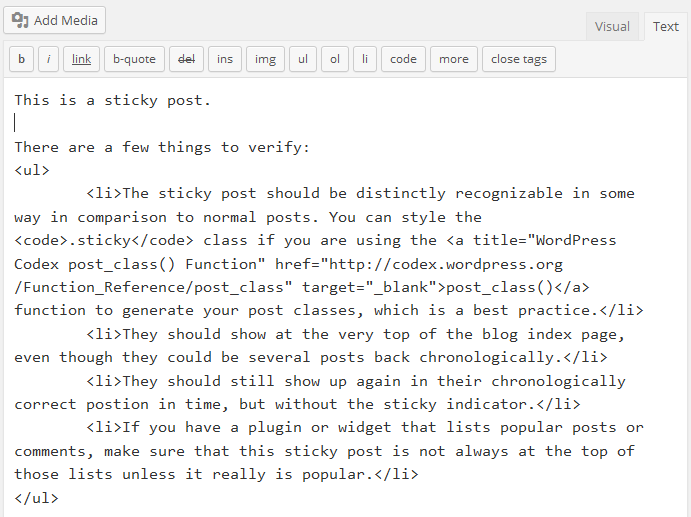 Add Media
Visual Text
b i link b-quote del ins img ul ol li code more close tags
This is a sticky post.
There are a few things to verify:
<ul>
<li>The sticky post should be distinctly recognizable in some
way in comparison to normal posts. You can style the
<code>.sticky</code> class if you are using the <a title="WordPress
Codex post_class() Function" href="http://codex.wordpress.org
/Function_Reference/post_class" target="_blank">post_class()</a>
function to generate your post classes, which is a best practice.</li>
<li>They should show at the very top of the blog index page,
even though they could be several posts back chronologically.</li>
<li>They should still show up again in their chronologically
correct postion in time, but without the sticky indicator.</li>
<li>If you have a plugin or widget that lists popular posts or
comments, make sure that this sticky post is not always at the top of
those lists unless it really is popular.</li>
</ul>